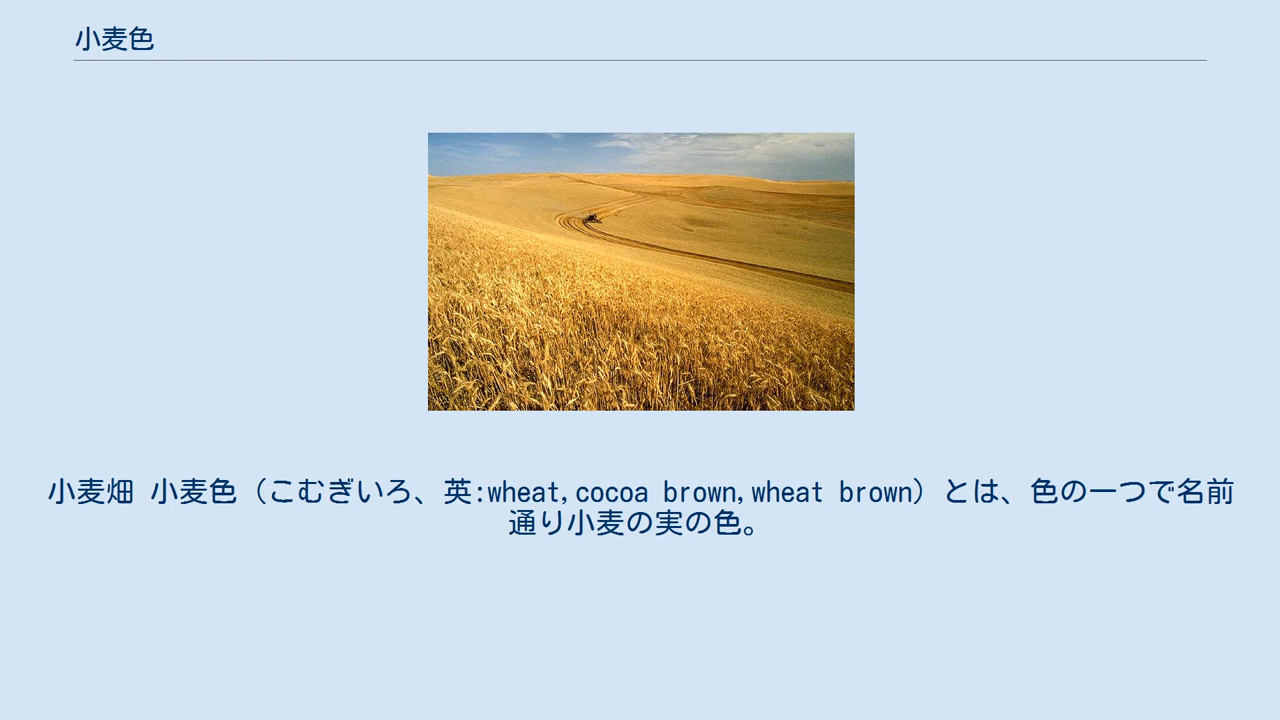 小麦色
小麦畑 小麦色（こむぎいろ、英:wheat,cocoa brown,wheat brown）とは、色の一つで名前
通り小麦の実の色。